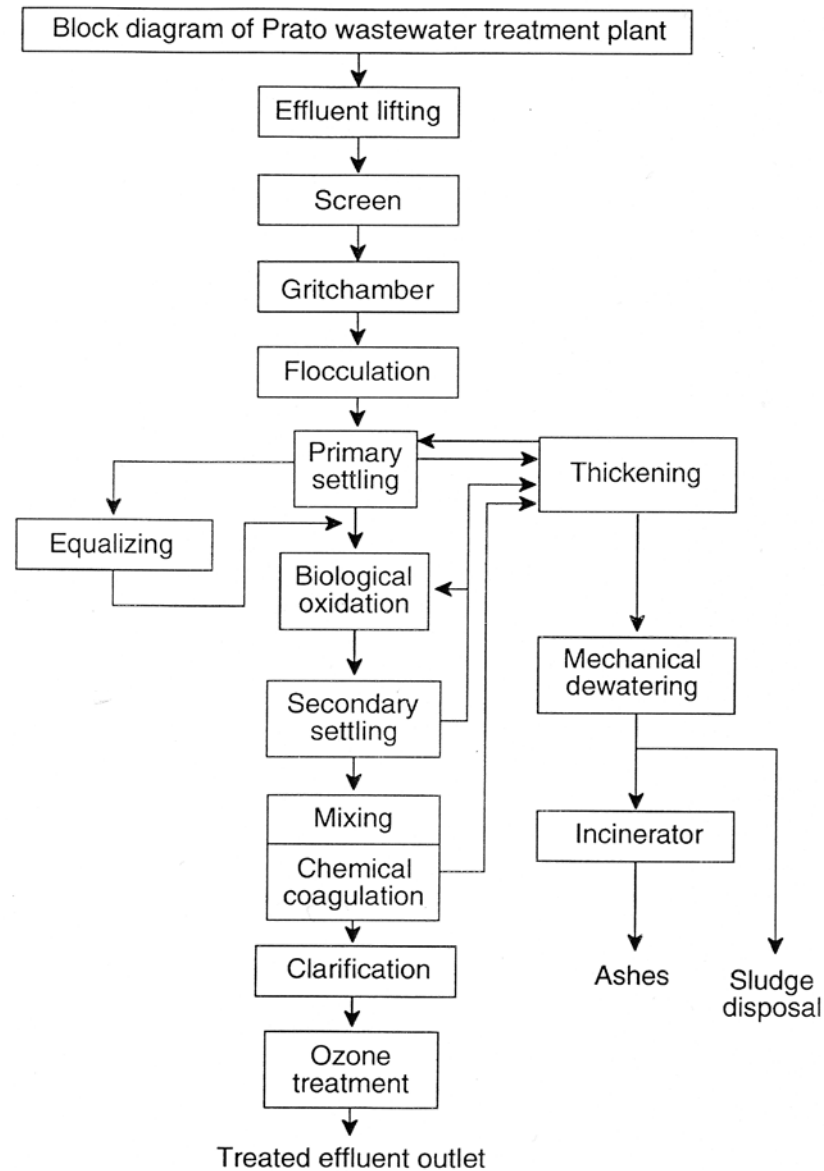 Block diagram of Prato wastewater treatment plant
Effluent lifting
Screen
Gritchamber
Flocculation
Primary
settling
Thickening
Equalizing
Biological
oxidation
Mechanical
dewatering
Secondary
settling
Mixing
Incinerator
Chemical
coagulation
Clarification
Ashes
Sludge
disposal
Ozone
treatment
Treated effluent outlet